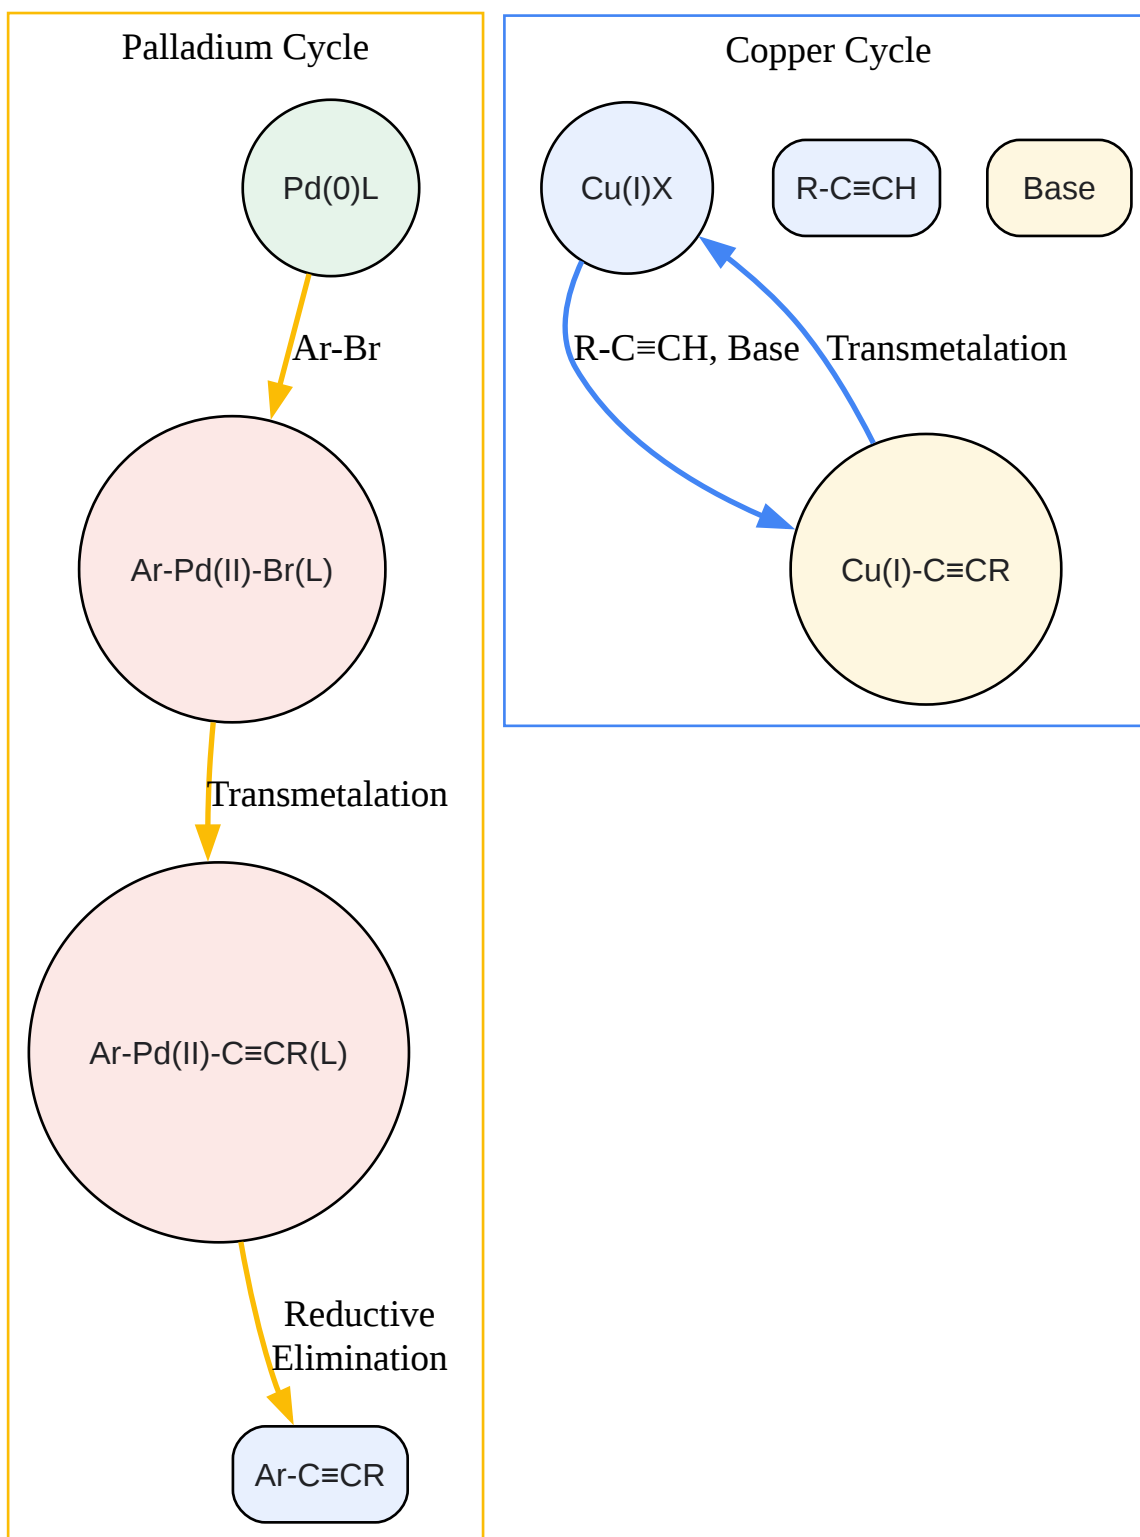 Palladium Cycle
Pd(0)L
Ar-Br
Ar-Pd(II)-Br(L)
Transmetalation
Ar-Pd(II)-C≡CR(L)
Reductive
Elimination
Ar-C≡CR
Copper Cycle
Cu(I)X
R-C≡CH
Base
R-C≡CH, Base
Transmetalation
Cu(I)-C≡CR